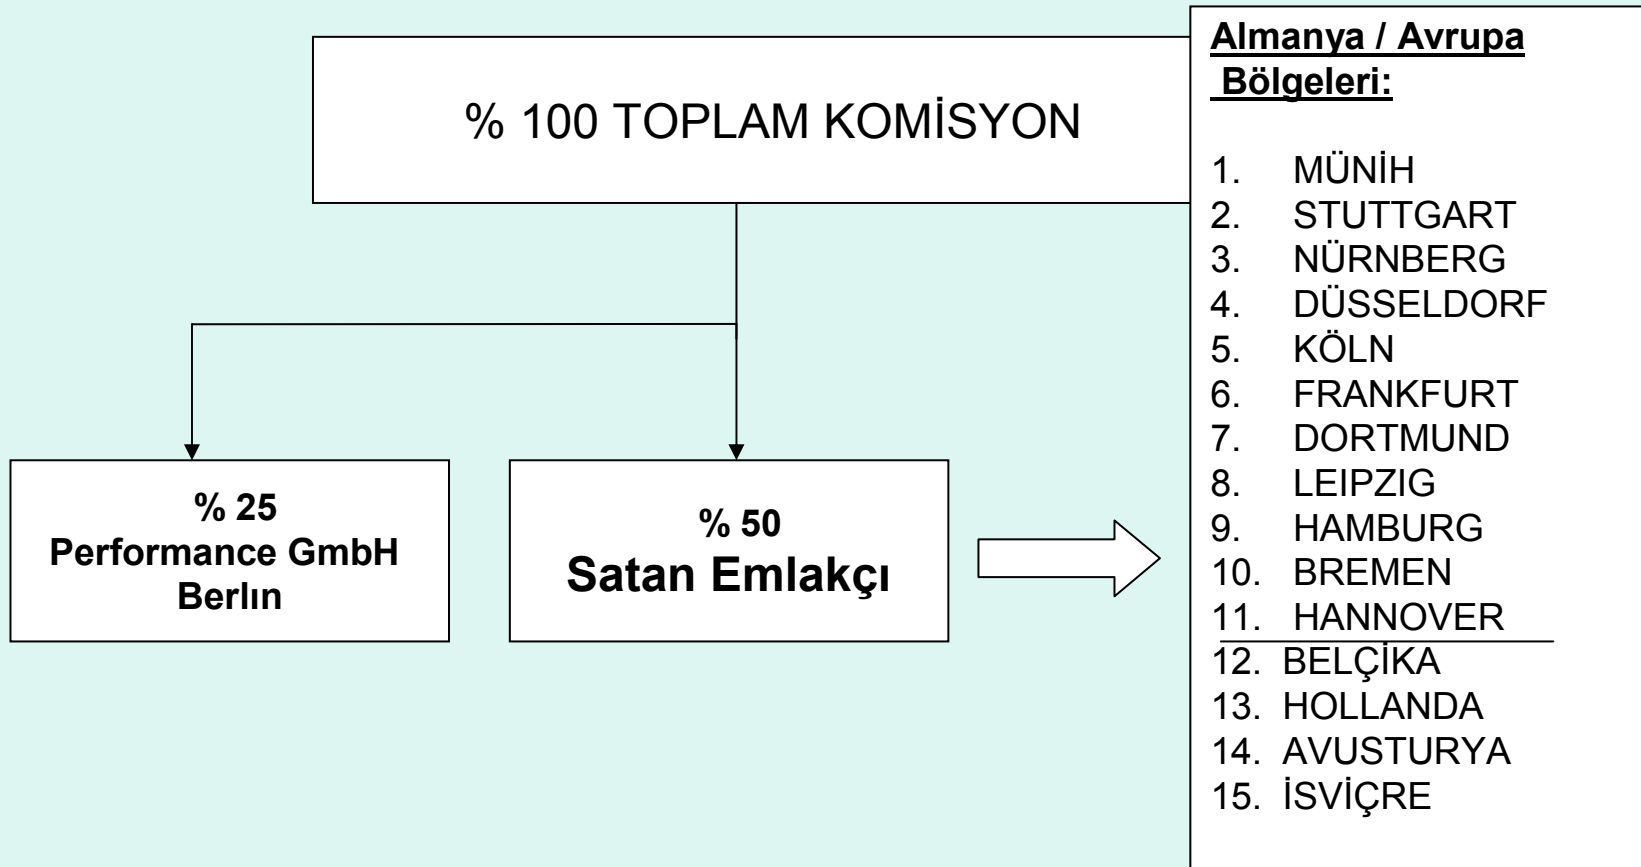 % 100 TOPLAM KOMİSYON
% 25
Performance GmbH
Berlın
% 50
Satan Emlakçı
Almanya / Avrupa
Bölgeleri:
1. MÜNİH
2. STUTTGART
3. NÜRNBERG
4. DÜSSELDORF
5. KÖLN
6. FRANKFURT
7. DORTMUND
8. LEIPZIG
9. HAMBURG
10. BREMEN
11. HANNOVER
12. BELÇİKA
13. HOLLANDA
14. AVUSTURYA
15. İSVİÇRE